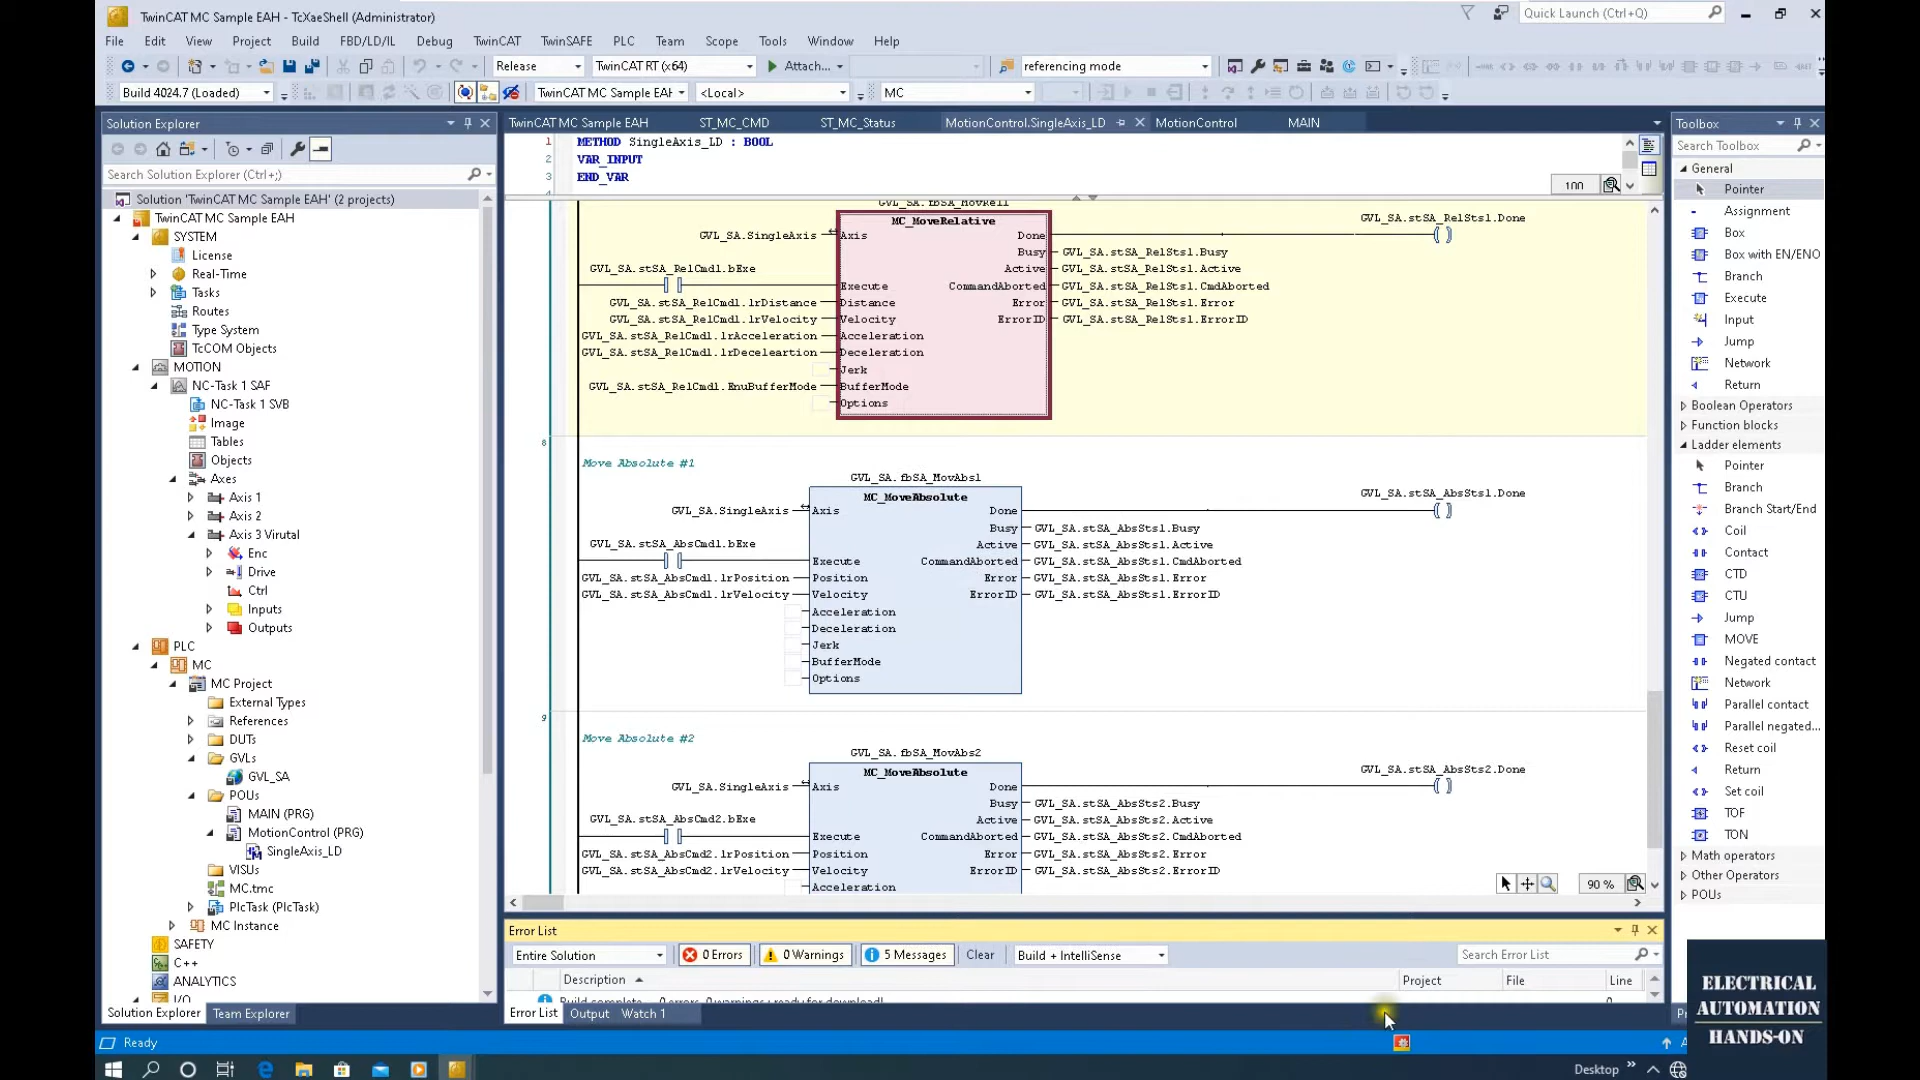 TwinCAT MC Sample EAH - TcXaeShell (Administrator)
Quick Launch (Ctrl+Q)
File Edit View Project Build FBD/LD/IL Debug TwinCAT TwinSAFE PLC Team Scope Tools Window Help
Release TwinCAT RT (x64) Attach... referencing mode
Build 4024.7 (Loaded) TwinCAT MC Sample EAH <Local> MC
Solution Explorer
Search Solution Explorer (Ctrl+;)
Solution 'TwinCAT MC Sample EAH' (2 projects)
TwinCAT MC Sample EAH
SYSTEM
License
Real-Time
Tasks
Routes
Type System
TcCOM Objects
MOTION
NC-Task 1 SAF
NC-Task 1 SVB
Image
Tables
Objects
Axes
Axis 1
Axis 2
Axis 3 Virutal
Enc
Drive
Ctrl
Inputs
Outputs
PLC
MC
MC Project
External Types
References
DUTs
GVLs
GVL_SA
POUs
MAIN (PRG)
MotionControl (PRG)
SingleAxis_LD
VISUs
MC.tmc
PlcTask (PlcTask)
MC Instance
SAFETY
C++
ANALYTICS
I/O
Solution Explorer Team Explorer
TwinCAT MC Sample EAH ST_MC_CMD ST_MC_Status MotionControl.SingleAxis_LD MotionControl MAIN
1 METHOD SingleAxis_LD : BOOL
2 VAR_INPUT
3 END_VAR
100
GVL_SA.fbSA_MovRel1
MC_MoveRelative
GVL_SA.stSA_RelSts1.Done
GVL_SA.SingleAxis Axis Done
Busy GVL_SA.stSA_RelSts1.Busy
GVL_SA.stSA_RelCmd1.bExe Active GVL_SA.stSA_RelSts1.Active
Execute CommandAborted GVL_SA.stSA_RelSts1.CmdAborted
GVL_SA.stSA_RelCmd1.lrDistance Distance Error GVL_SA.stSA_RelSts1.Error
GVL_SA.stSA_RelCmd1.lrVelocity Velocity ErrorID GVL_SA.stSA_RelSts1.ErrorID
GVL_SA.stSA_RelCmd1.lrAcceleration Acceleration
GVL_SA.stSA_RelCmd1.lrDeceleartion Deceleration
Jerk
GVL_SA.stSA_RelCmd1.EnuBufferMode BufferMode
Options
8
Move Absolute #1
GVL_SA.fbSA_MovAbs1
MC_MoveAbsolute
GVL_SA.stSA_AbsSts1.Done
GVL_SA.SingleAxis Axis Done
Busy GVL_SA.stSA_AbsSts1.Busy
GVL_SA.stSA_AbsCmd1.bExe Active GVL_SA.stSA_AbsSts1.Active
Execute CommandAborted GVL_SA.stSA_AbsSts1.CmdAborted
GVL_SA.stSA_AbsCmd1.lrPosition Position Error GVL_SA.stSA_AbsSts1.Error
GVL_SA.stSA_AbsCmd1.lrVelocity Velocity ErrorID GVL_SA.stSA_AbsSts1.ErrorID
Acceleration
Deceleration
Jerk
BufferMode
Options
9
Move Absolute #2
GVL_SA.fbSA_MovAbs2
MC_MoveAbsolute
GVL_SA.stSA_AbsSts2.Done
GVL_SA.SingleAxis Axis Done
Busy GVL_SA.stSA_AbsSts2.Busy
GVL_SA.stSA_AbsCmd2.bExe Active GVL_SA.stSA_AbsSts2.Active
Execute CommandAborted GVL_SA.stSA_AbsSts2.CmdAborted
GVL_SA.stSA_AbsCmd2.lrPosition Position Error GVL_SA.stSA_AbsSts2.Error
GVL_SA.stSA_AbsCmd2.lrVelocity Velocity ErrorID GVL_SA.stSA_AbsSts2.ErrorID
Acceleration
90 %
Error List
Entire Solution 0 Errors 0 Warnings 5 Messages Clear Build + IntelliSense Search Error List
Description Project File Line
Build complete -- 0 errors, 0 warnings : ready for download!
Error List Output Watch 1
Toolbox
Search Toolbox
General
Pointer
Assignment
Box
Box with EN/ENO
Branch
Execute
Input
Jump
Network
Return
Boolean Operators
Function blocks
Ladder elements
Pointer
Branch
Branch Start/End
Coil
Contact
CTD
CTU
Jump
MOVE
Negated contact
Network
Parallel contact
Parallel negated...
Reset coil
Return
Set coil
TOF
TON
Math operators
Other Operators
POUs
ELECTRICAL
AUTOMATION
HANDS-ON
Ready
Desktop